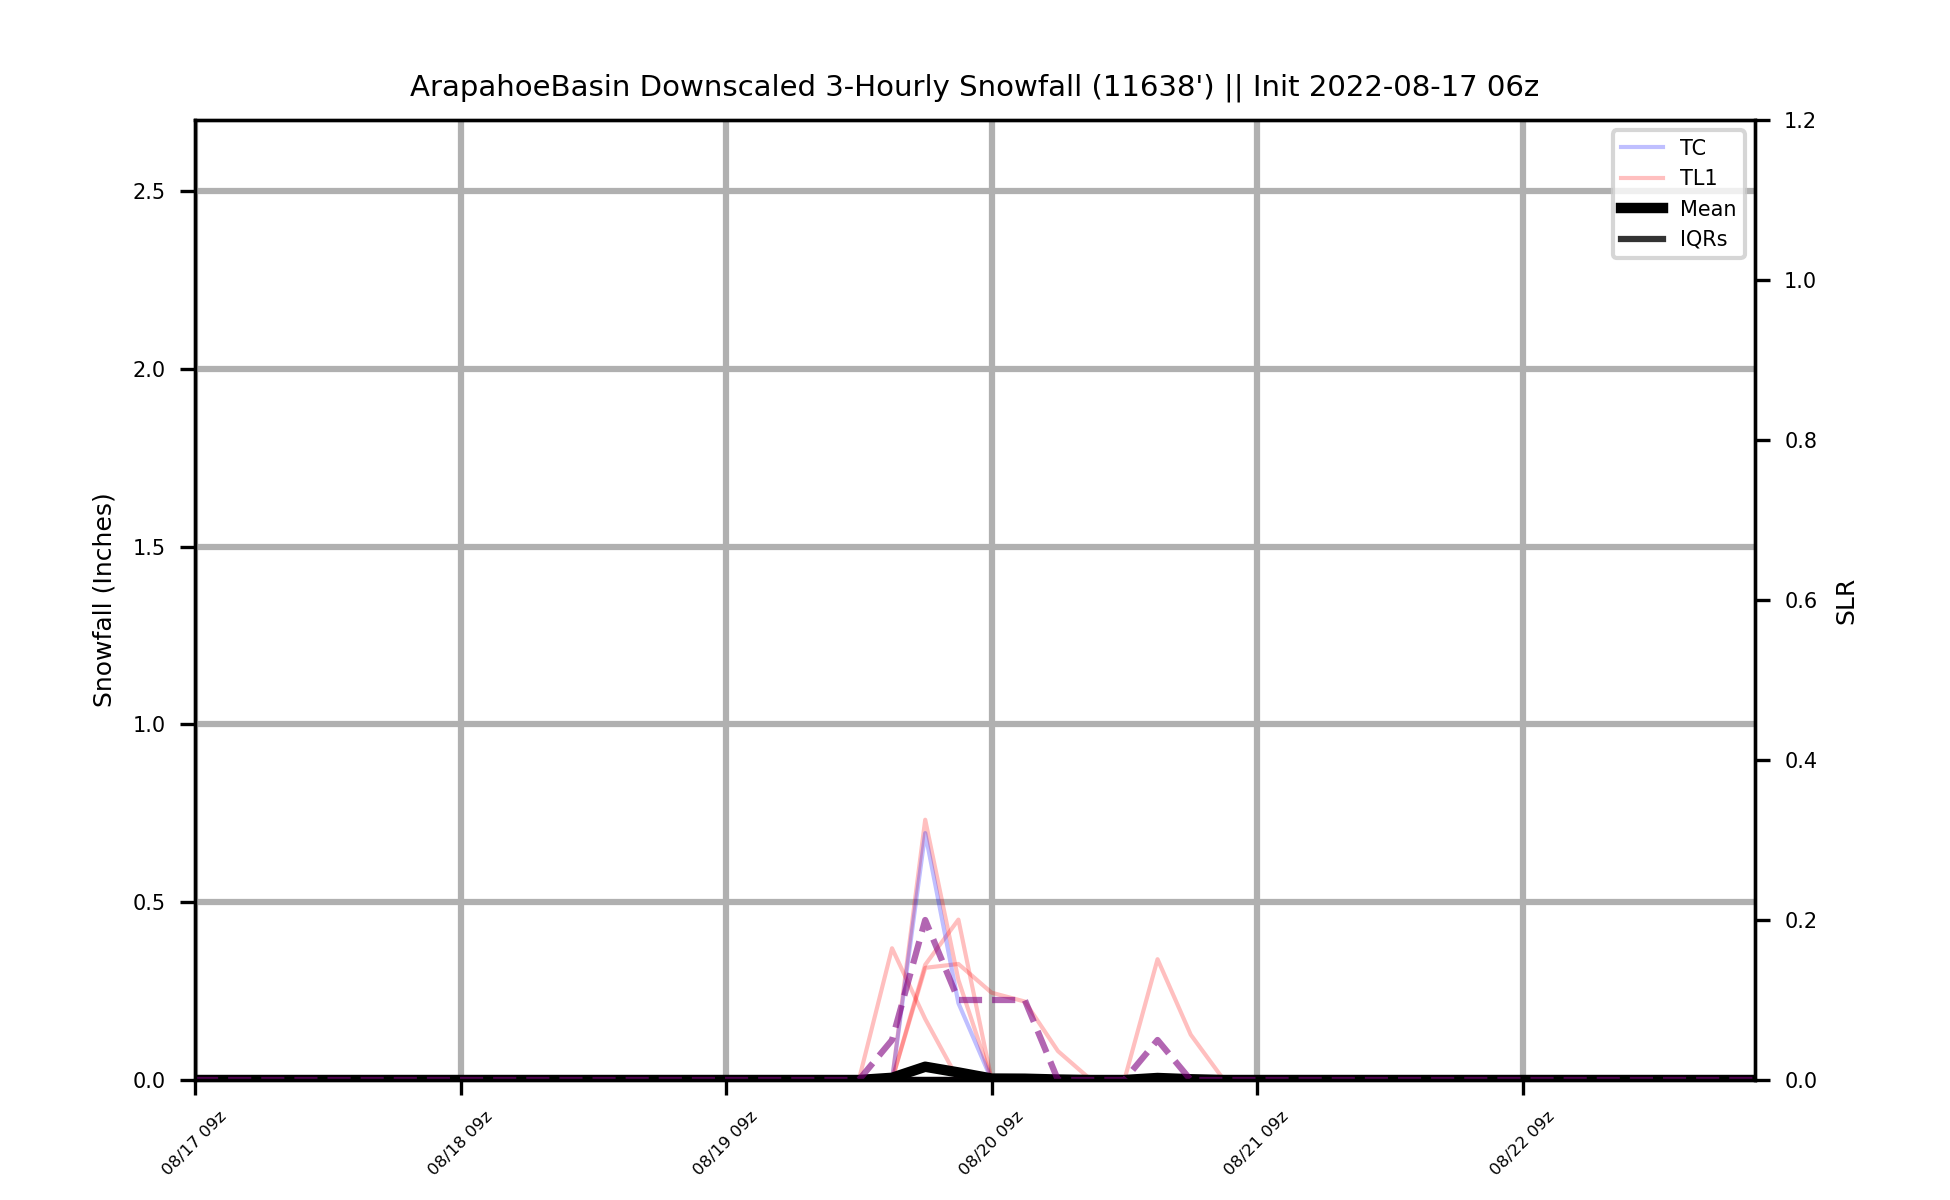 ArapahoeBasin Downscaled 3-Hourly Snowfall (11638') || Init 2022-08-17 06z
TC
TL1
Mean
IQRs
Snowfall (Inches)
2.5
2.0
1.5
1.0
0.5
0.0
1.2
1.0
0.8
0.6
0.4
0.2
0.0
SLR
08/17 09z
08/18 09z
08/19 09z
08/20 09z
08/21 09z
08/22 09z